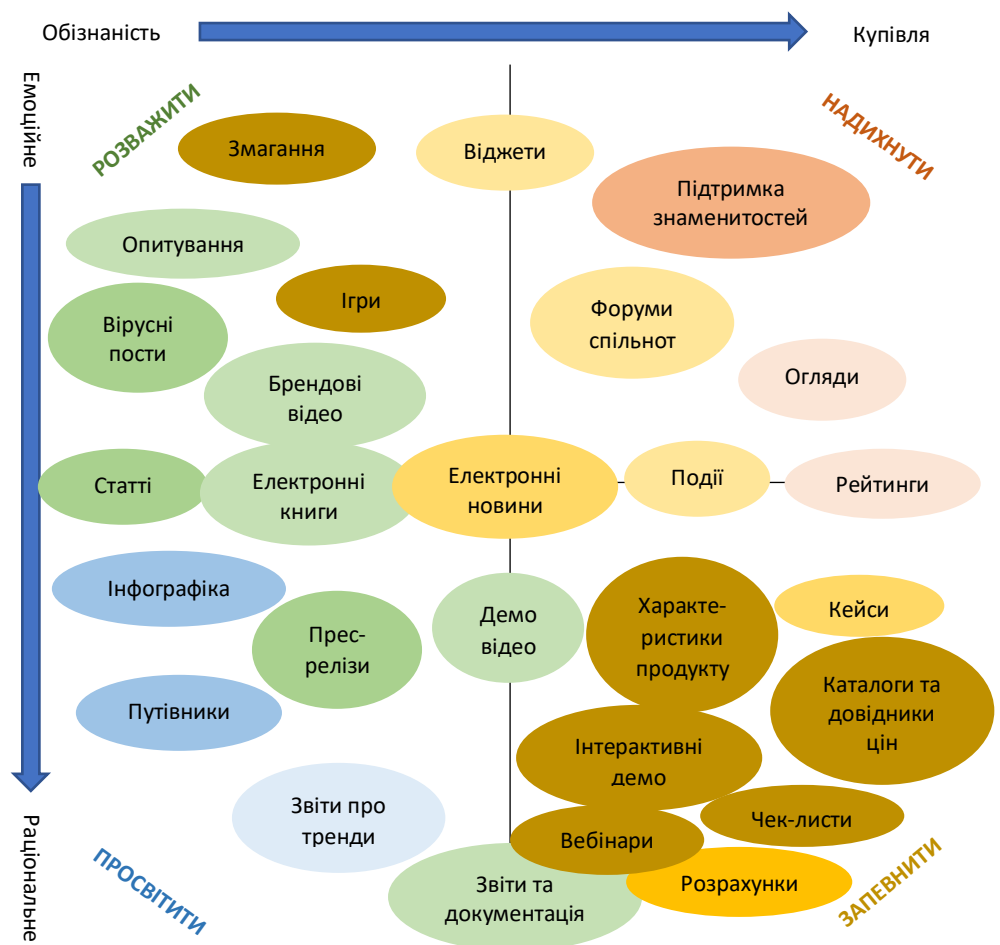 Обізнаність
Купівля
Емоційне
РОЗВАЖИТИ
НАДИХНУТИ
Змагання
Віджети
Підтримка
знаменитостей
Опитування
Ігри
Форуми
спільнот
Вірусні
пости
Брендові
відео
Огляди
Статті
Електронні
книги
Електронні
новини
Події
Рейтинги
Інфографіка
Прес-
релізи
Демо
відео
Характе-
ристики
продукту
Кейси
Путівники
Каталоги та
довідники
цін
Інтерактивні
демо
Звіти про
тренди
Чек-листи
Вебінари
Раціональне
ПРОСВІТИТИ
Звіти та
документація
Розрахунки
ЗАПЕВНИТИ